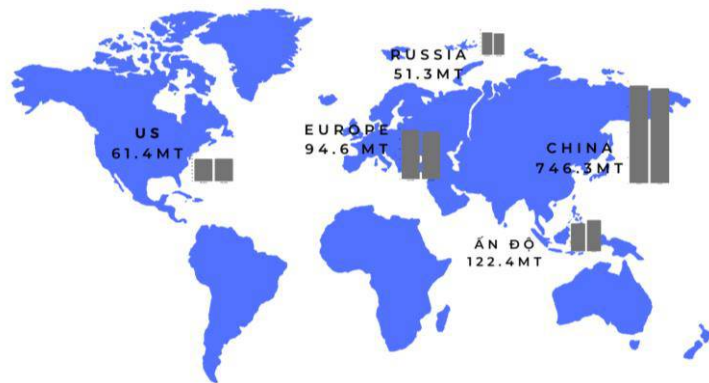 RUSSIA
51.3MT
US
61.4MT
EUROPE
94.6 MT
CHINA
746.3MT
ẤN ĐỘ
122.4MT